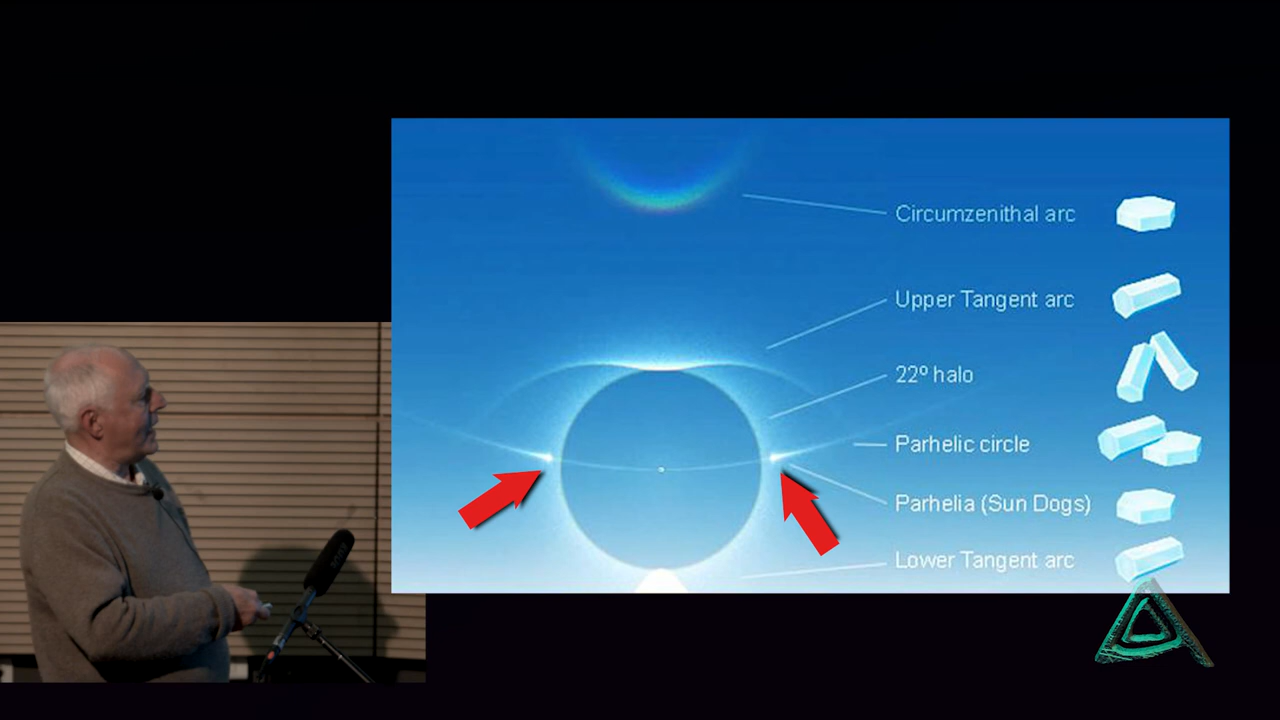 Circumzenithal arc
Upper Tangent arc
22º halo
Parhelic circle
Parhelia (Sun Dogs)
Lower Tangent arc